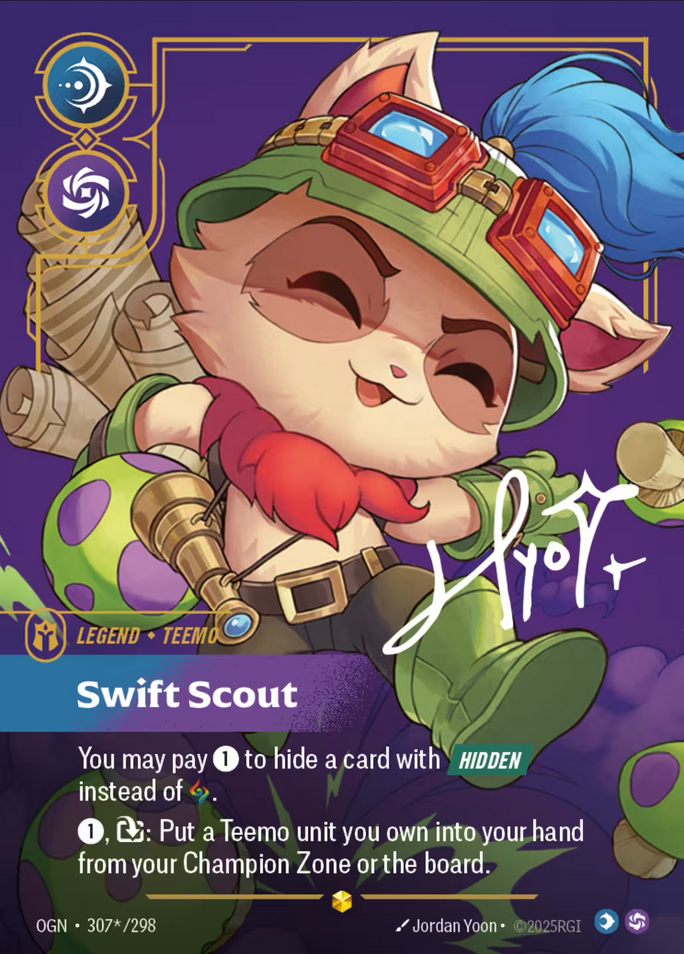 LEGEND • TEEMO
Swift Scout
You may pay 1 to hide a card with HIDDEN
instead of .
1, : Put a Teemo unit you own into your hand
from your Champion Zone or the board.
OGN • 307*/298
Jordan Yoon • ©2025RGI